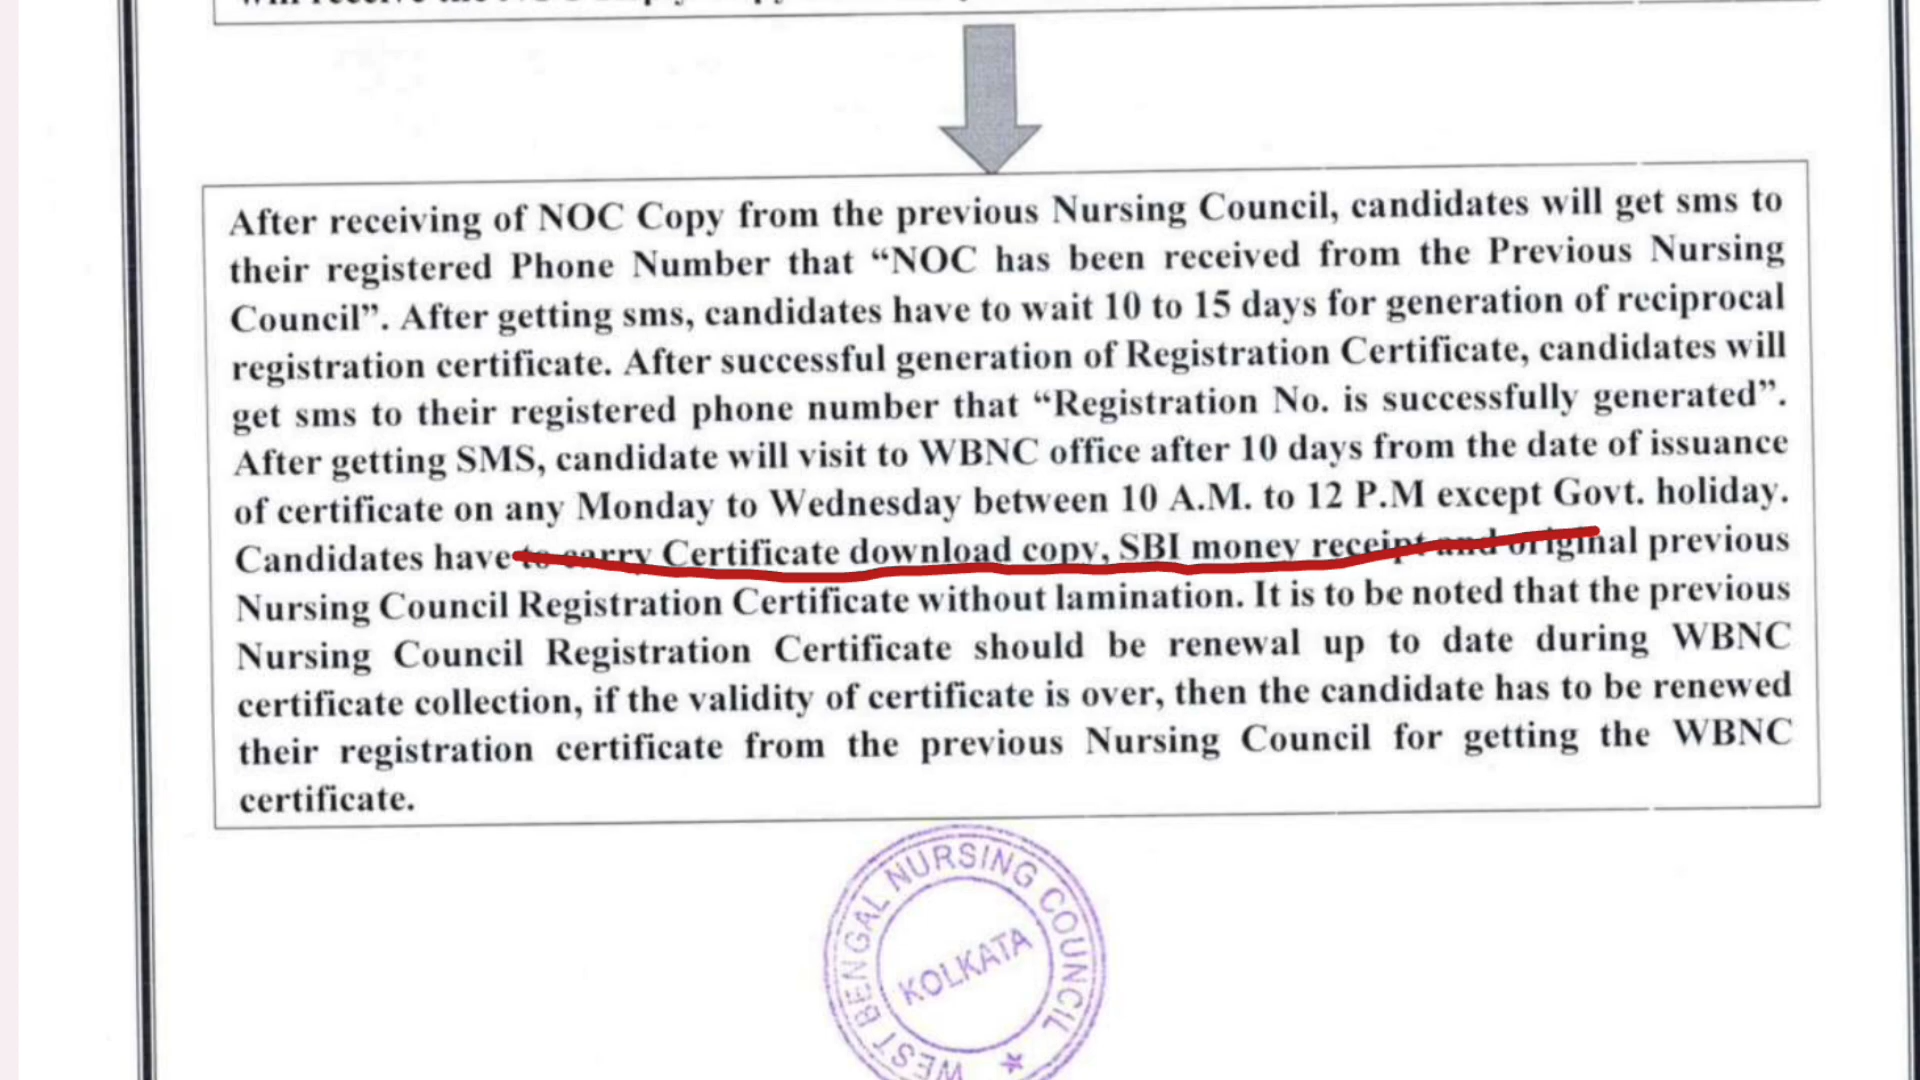 After receiving of NOC Copy from the previous Nursing Council, candidates will get sms to
their registered Phone Number that “NOC has been received from the Previous Nursing
Council”. After getting sms, candidates have to wait 10 to 15 days for generation of reciprocal
registration certificate. After successful generation of Registration Certificate, candidates will
get sms to their registered phone number that “Registration No. is successfully generated”.
After getting SMS, candidate will visit to WBNC office after 10 days from the date of issuance
of certificate on any Monday to Wednesday between 10 A.M. to 12 P.M except Govt. holiday.
Candidates have to carry Certificate download copy, SBI money receipt and original previous
Nursing Council Registration Certificate without lamination. It is to be noted that the previous
Nursing Council Registration Certificate should be renewal up to date during WBNC
certificate collection, if the validity of certificate is over, then the candidate has to be renewed
their registration certificate from the previous Nursing Council for getting the WBNC
certificate.
WEST BENGAL NURSING COUNCIL
KOLKATA